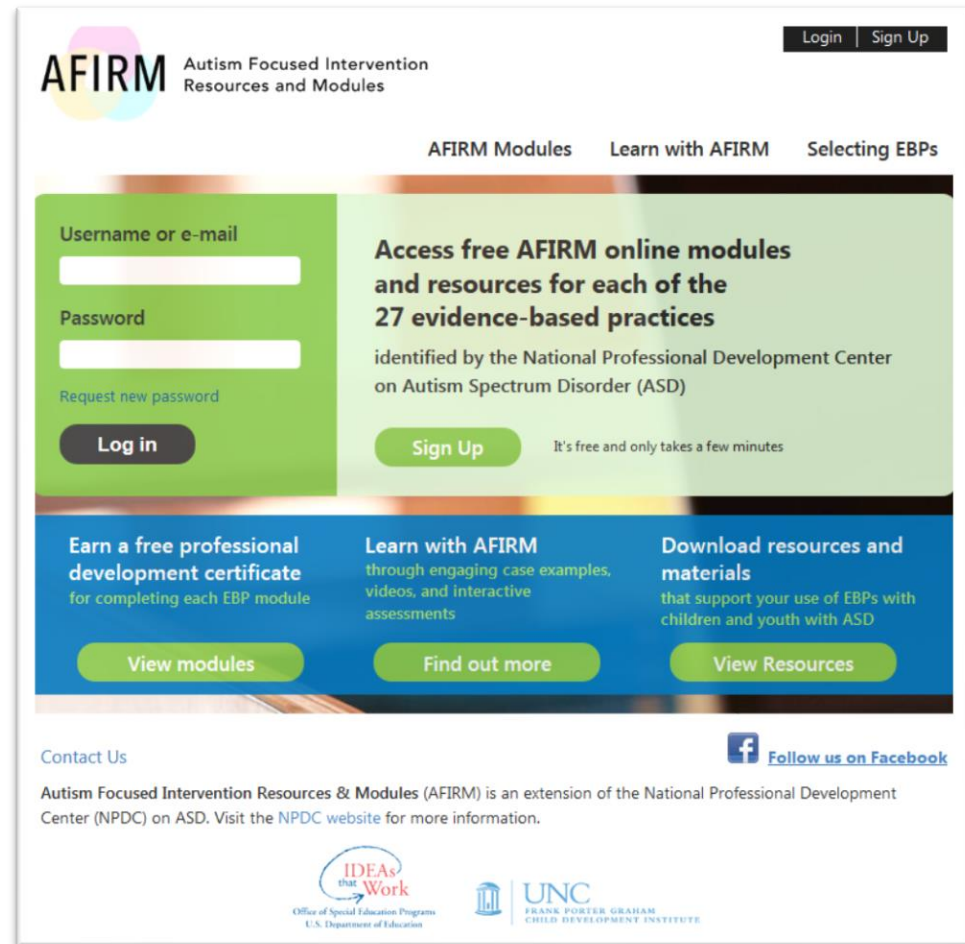 Login | Sign Up
AFIRM
Autism Focused Intervention
Resources and Modules
AFIRM Modules Learn with AFIRM Selecting EBPs
Username or e-mail
Password
Request new password
Log in
Access free AFIRM online modules
and resources for each of the
27 evidence-based practices
identified by the National Professional Development Center
on Autism Spectrum Disorder (ASD)
Sign Up It's free and only takes a few minutes
Earn a free professional
development certificate
for completing each EBP module
View modules
Learn with AFIRM
through engaging case examples,
videos, and interactive
assessments
Find out more
Download resources and
materials
that support your use of EBPs with
children and youth with ASD
View Resources
Contact Us
f Follow us on Facebook
Autism Focused Intervention Resources & Modules (AFIRM) is an extension of the National Professional Development
Center (NPDC) on ASD. Visit the NPDC website for more information.
IDEAs
that Work
Office of Special Education Programs
U.S. Department of Education
UNC
FRANK PORTER GRAHAM
CHILD DEVELOPMENT INSTITUTE